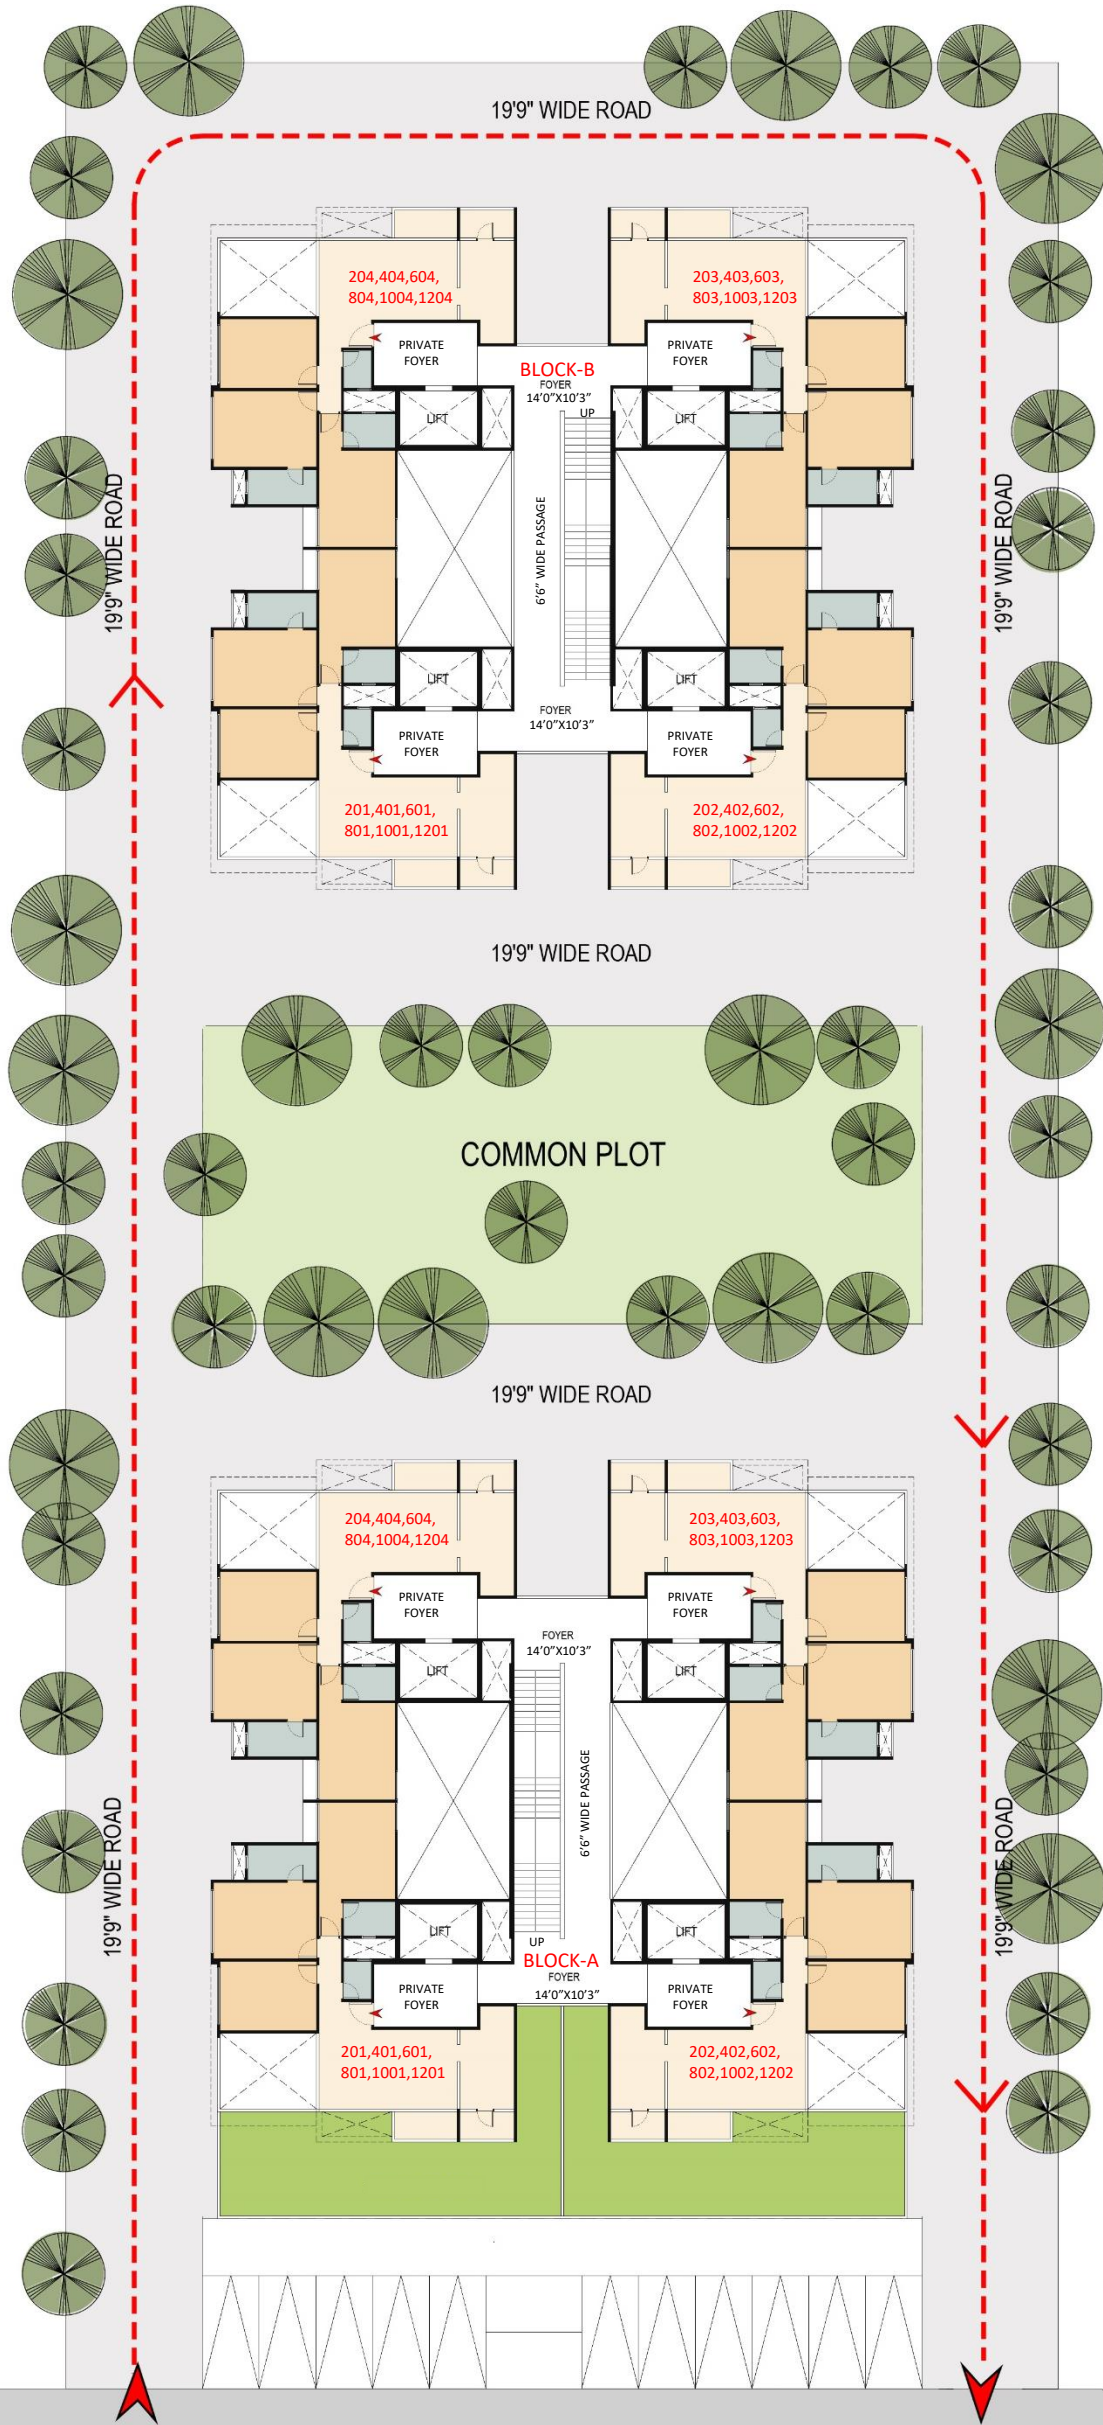 19'9" WIDE ROAD
204,404,604,
804,1004,1204
203,403,603,
803,1003,1203
PRIVATE
FOYER
PRIVATE
FOYER
BLOCK-B
FOYER
14'0"X10'3"
UP
LIFT
LIFT
19'9" WIDE ROAD
6'6" WIDE PASSAGE
19'9" WIDE ROAD
LIFT
LIFT
FOYER
14'0"X10'3"
PRIVATE
FOYER
PRIVATE
FOYER
201,401,601,
801,1001,1201
202,402,602,
802,1002,1202
19'9" WIDE ROAD
COMMON PLOT
19'9" WIDE ROAD
204,404,604,
804,1004,1204
203,403,603,
803,1003,1203
PRIVATE
FOYER
PRIVATE
FOYER
FOYER
14'0"X10'3"
LIFT
LIFT
19'9" WIDE ROAD
6'6" WIDE PASSAGE
19'9" WIDE ROAD
LIFT
LIFT
UP
BLOCK-A
FOYER
14'0"X10'3"
PRIVATE
FOYER
PRIVATE
FOYER
201,401,601,
801,1001,1201
202,402,602,
802,1002,1202